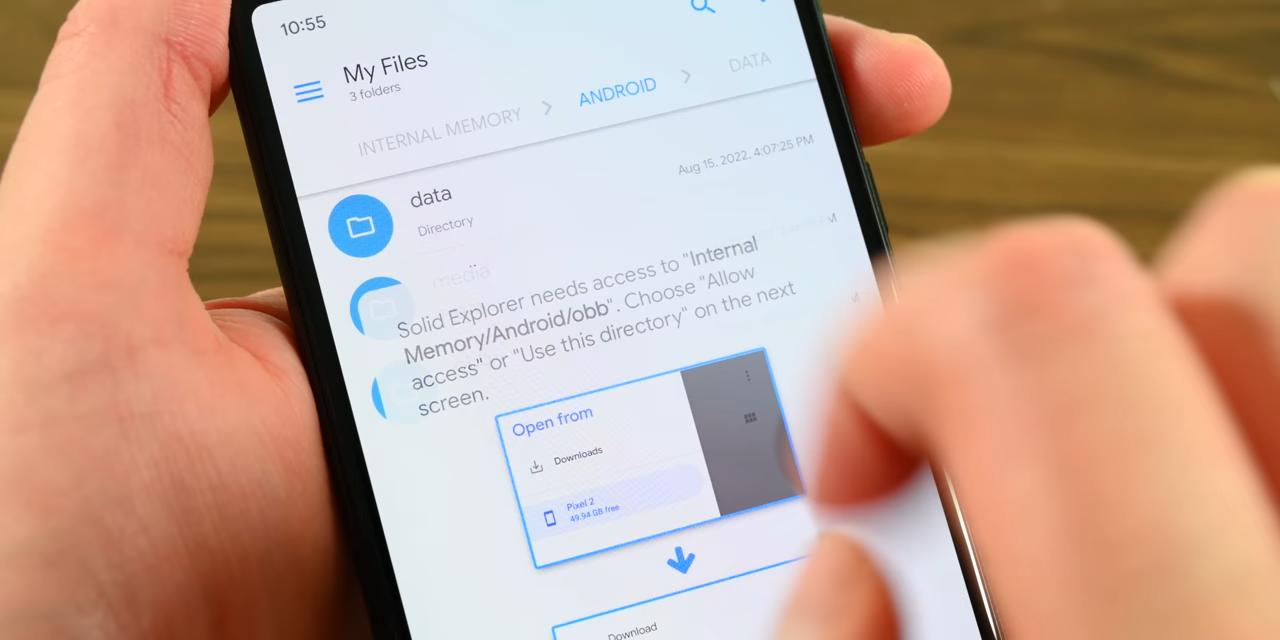 10:55
My Files
3 folders
INTERNAL MEMORY > ANDROID > DATA
data
Aug 15, 2022, 4:07:25 PM
Directory
media
Solid Explorer needs access to "Internal
Memory/Android/obb". Choose "Allow
access" or "Use this directory" on the next
screen.
Open from
Downloads
Pixel 2
49.94 GB free
Download